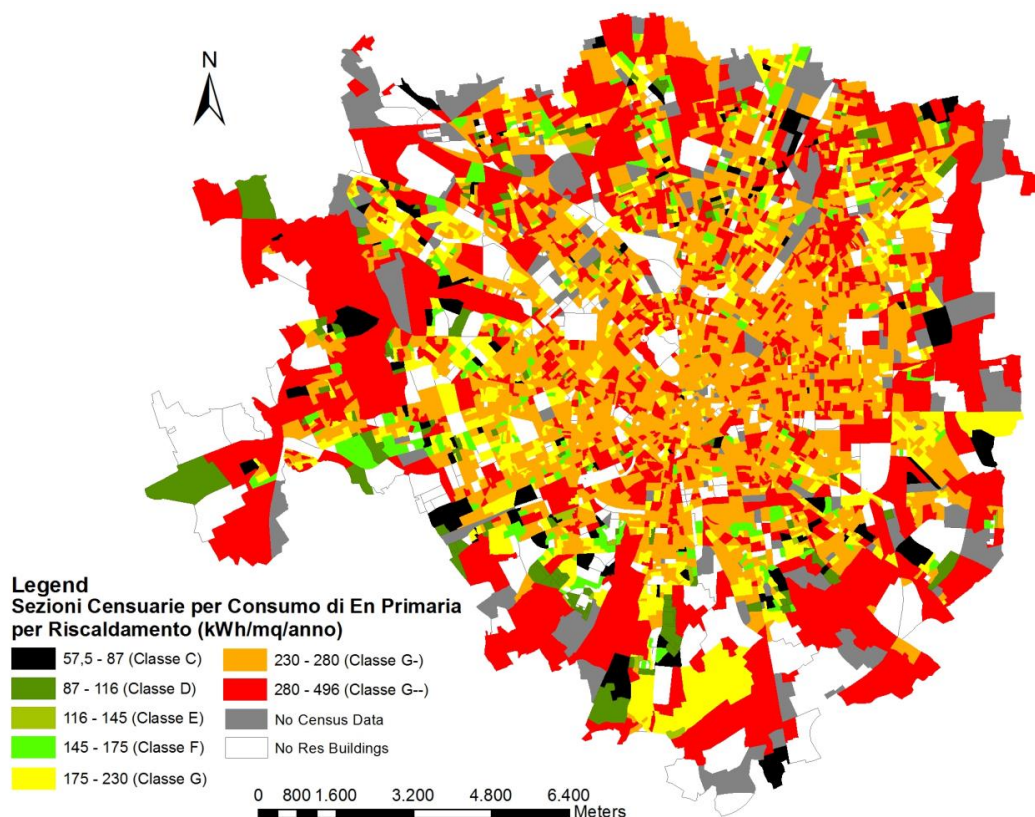 N
Legend
Sezioni Censuarie per Consumo di En Primaria
per Riscaldamento (kWh/mq/anno)
57,5 - 87 (Classe C)
87 - 116 (Classe D)
116 - 145 (Classe E)
145 - 175 (Classe F)
175 - 230 (Classe G)
230 - 280 (Classe G-)
280 - 496 (Classe G--)
No Census Data
No Res Buildings
0 800 1.600 3.200 4.800 6.400
Meters